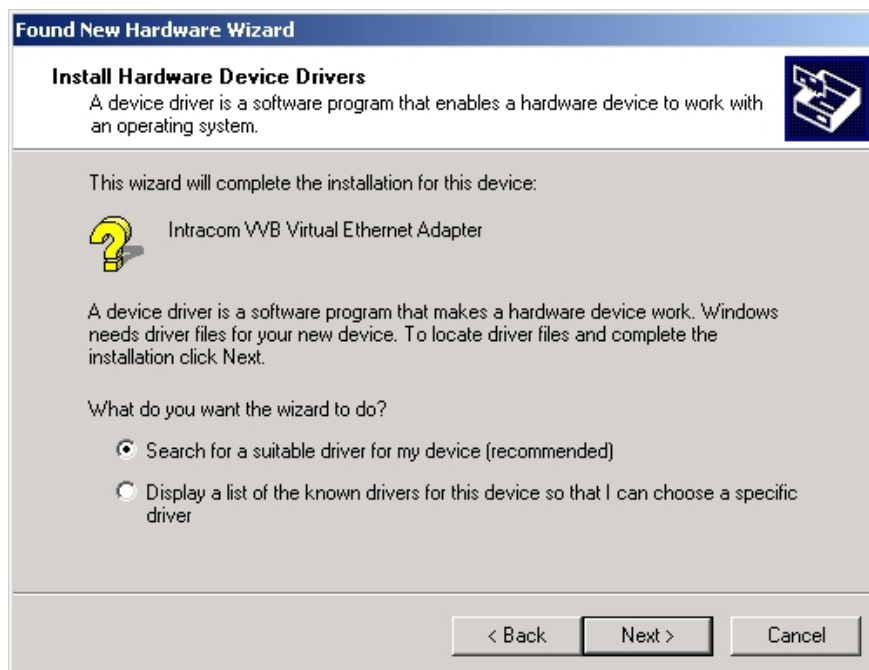 Found New Hardware Wizard
Install Hardware Device Drivers
A device driver is a software program that enables a hardware device to work with
an operating system.
This wizard will complete the installation for this device:
Intracom VVB Virtual Ethernet Adapter
A device driver is a software program that makes a hardware device work. Windows
needs driver files for your new device. To locate driver files and complete the
installation click Next.
What do you want the wizard to do?
Search for a suitable driver for my device (recommended)
Display a list of the known drivers for this device so that I can choose a specific
driver
< Back
Next >
Cancel